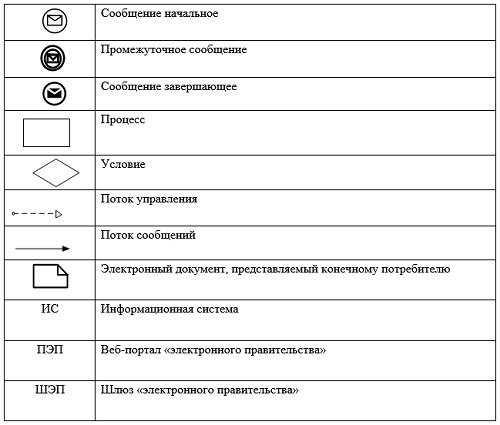 Сообщение начальное
Промежуточное сообщение
Сообщение завершающее
Процесс
Условие
Поток управления
Поток сообщений
Электронный документ, представляемый конечному потребителю
ИС Информационная система
ПЭП Веб-портал «электронного правительства»
ШЭП Шлюз «электронного правительства»